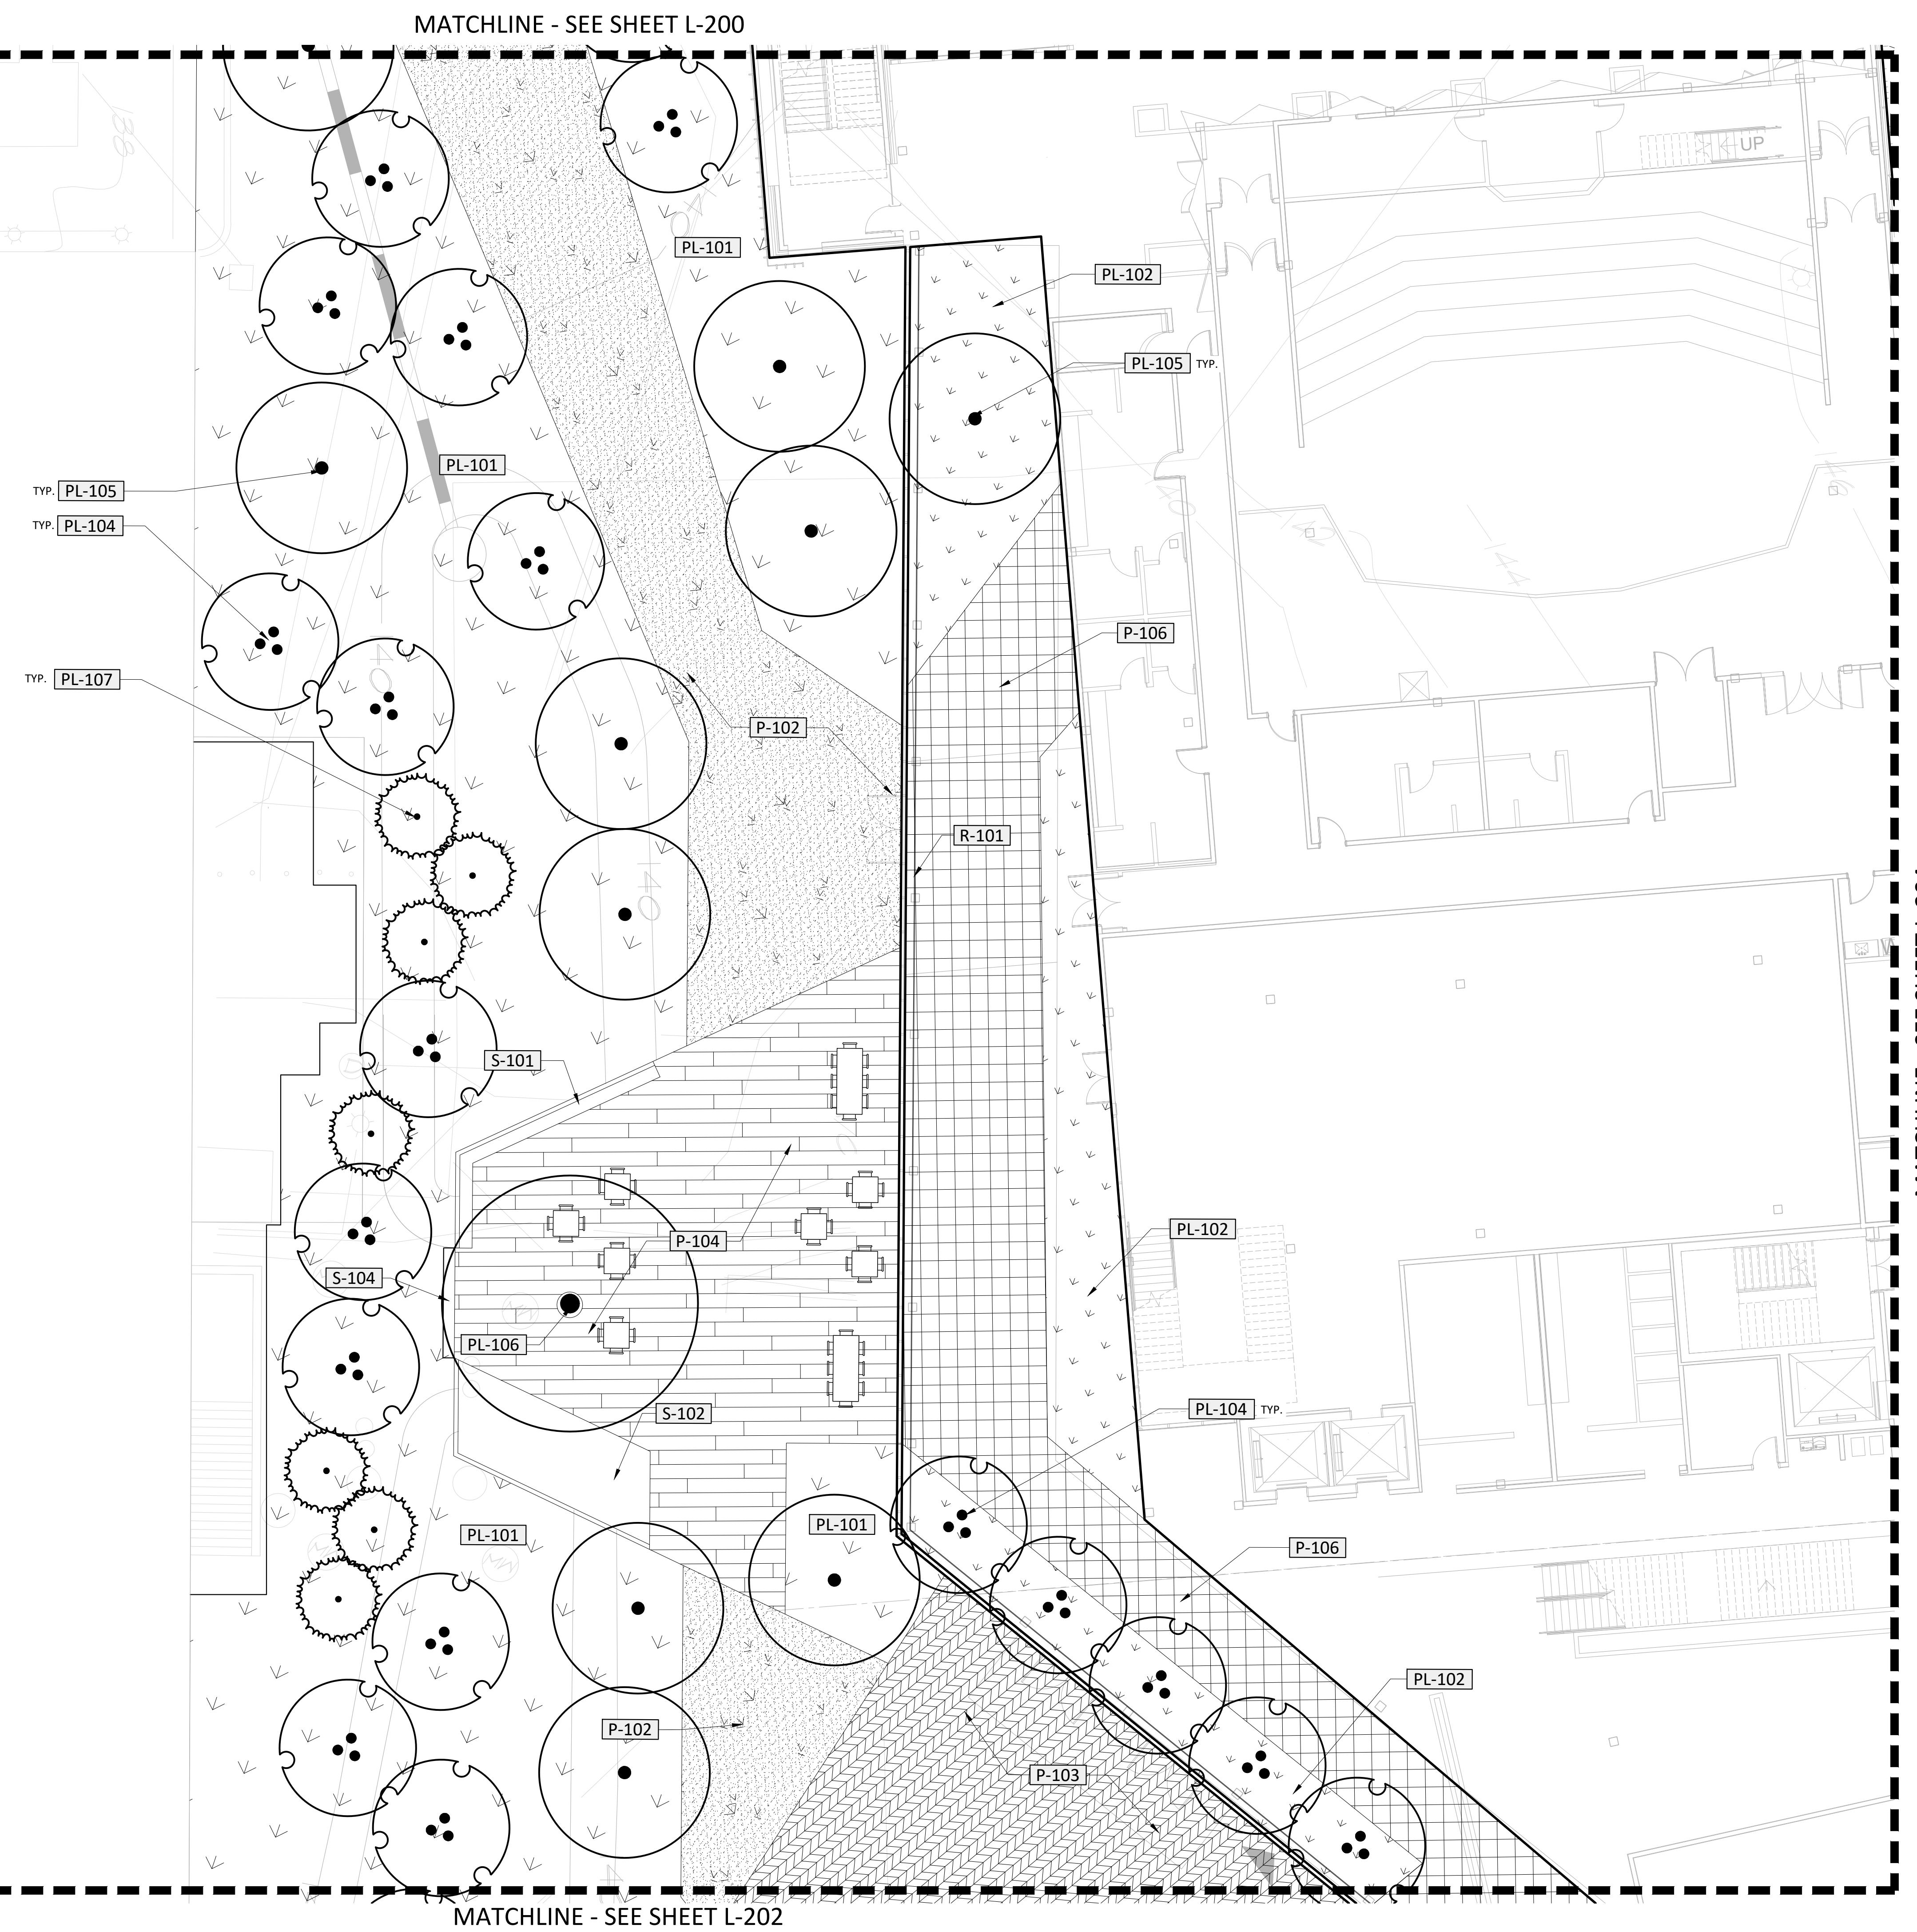 MATCHLINE - SEE SHEET L-200
UP
PL-101
PL-102
PL-105 TYP.
PL-101
TYP. PL-105
TYP. PL-104
P-106
TYP. PL-107
P-102
R-101
S-101
PL-102
P-104
S-104
PL-106
PL-104 TYP.
S-102
PL-101
PL-101
P-106
PL-102
P-102
P-103
MATCHLINE - SEE SHEET L-202